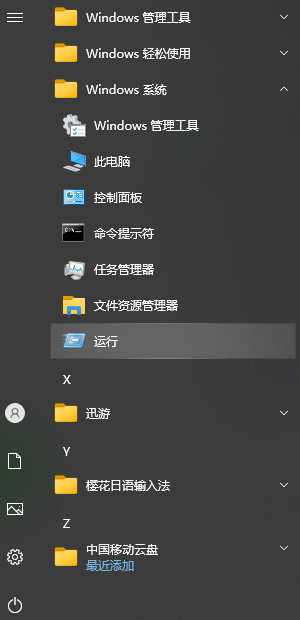 Windows 管理工具
Windows 轻松使用
Windows 系统
Windows 管理工具
此电脑
控制面板
命令提示符
任务管理器
文件资源管理器
运行
X
迅游
Y
樱花日语输入法
Z
中国移动云盘
最近添加